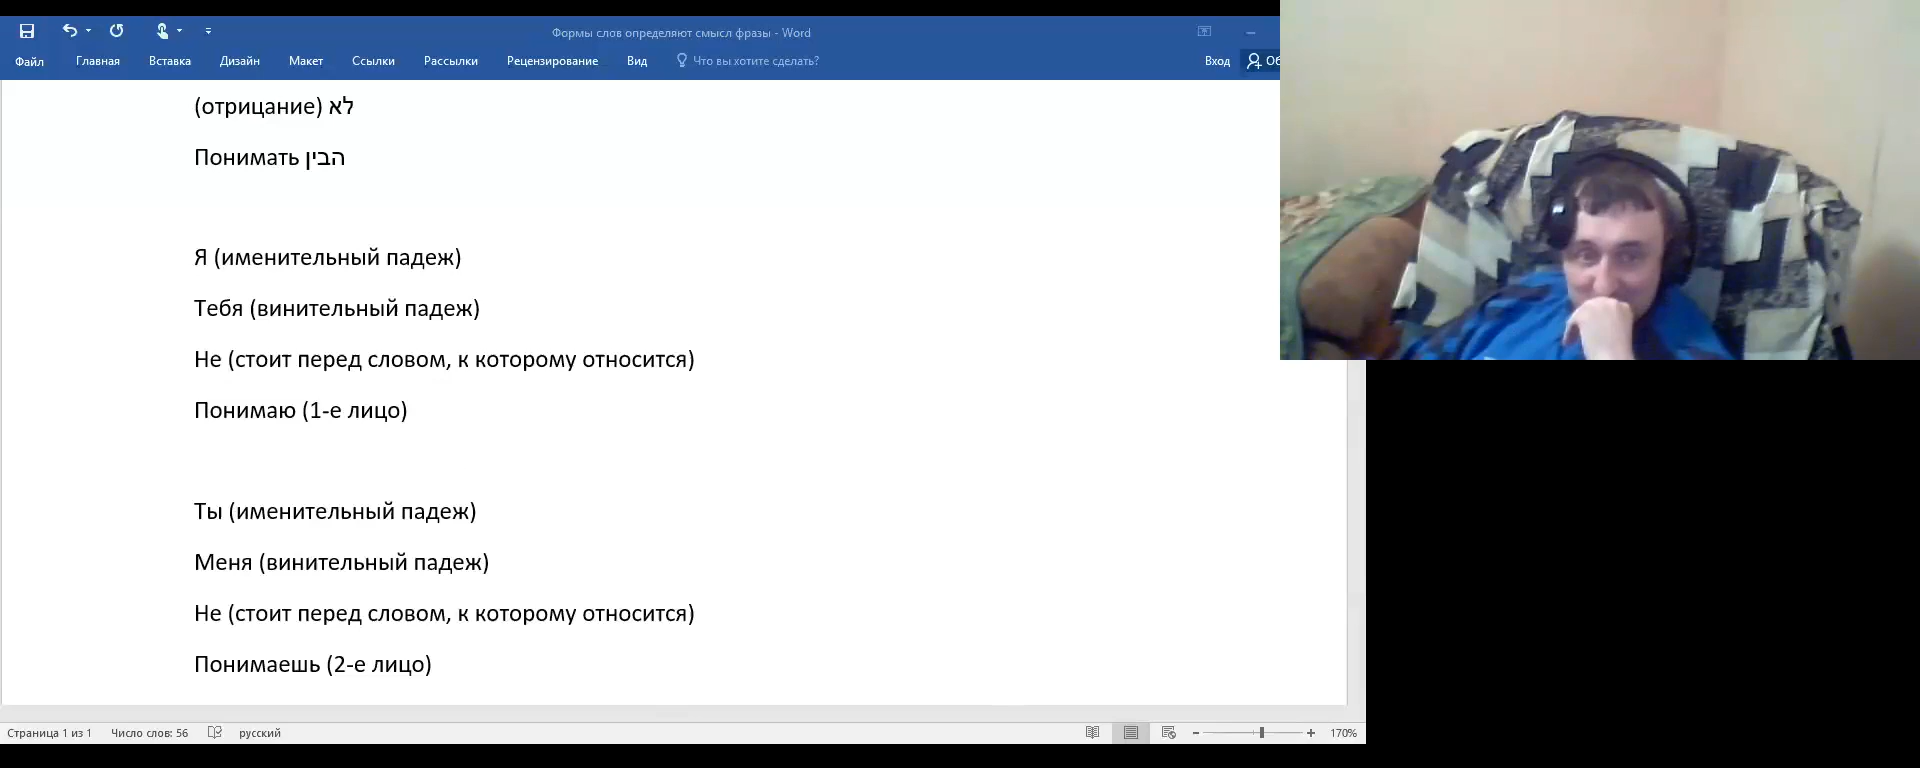 Формы слов определяют смысл фразы - Word
Файл Главная Вставка Дизайн Макет Ссылки Рассылки Рецензирование Вид Что вы хотите сделать? Вход
(отрицание) לא
Понимать הבין
Я (именительный падеж)
Тебя (винительный падеж)
Не (стоит перед словом, к которому относится)
Понимаю (1-е лицо)
Ты (именительный падеж)
Меня (винительный падеж)
Не (стоит перед словом, к которому относится)
Понимаешь (2-е лицо)
Страница 1 из 1 Число слов: 56 русский 170%